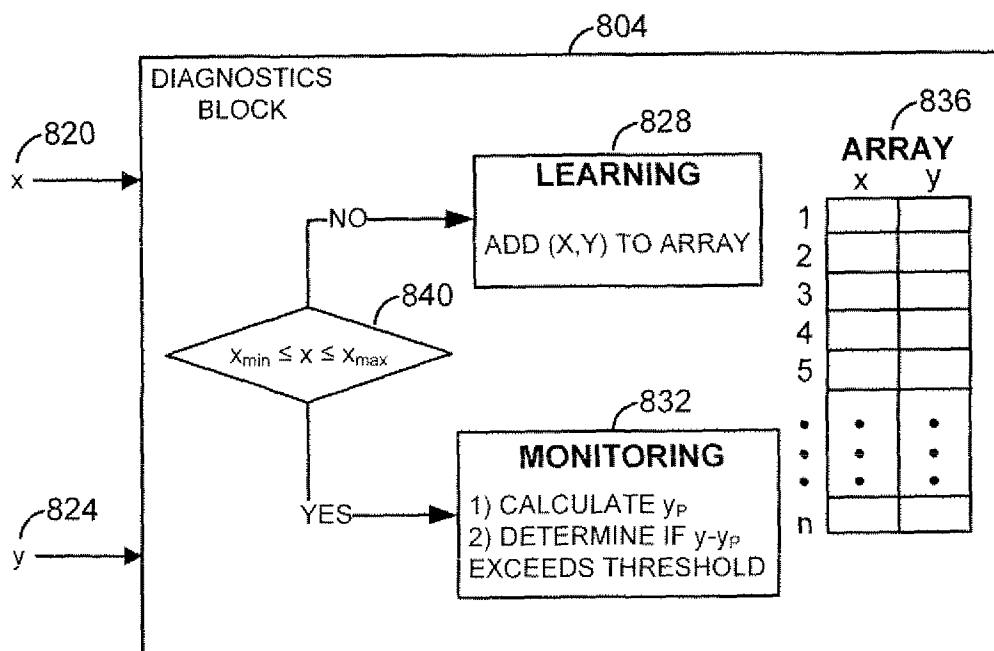 804
DIAGNOSTICS
BLOCK
820
x
828
LEARNING
ADD (X,Y) TO ARRAY
NO
840
xmin ≤ x ≤ xmax
YES
832
MONITORING
1) CALCULATE yP
2) DETERMINE IF y-yP
EXCEEDS THRESHOLD
824
y
836
ARRAY
x y
1
2
3
4
5
n